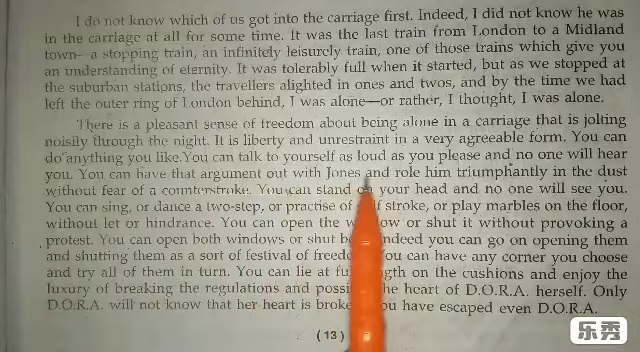 I do not know which of us got into the carriage first. Indeed, I did not know he was
in the carriage at all for some time. It was the last train from London to a Midland
town– a stopping train, an infinitely leisurely train, one of those trains which give you
an understanding of eternity. It was tolerably full when it started, but as we stopped at
the suburban stations, the travellers alighted in ones and twos, and by the time we had
left the outer ring of London behind, I was alone—or rather, I thought, I was alone.
There is a pleasant sense of freedom about being alone in a carriage that is jolting
noisily through the night. It is liberty and unrestraint in a very agreeable form. You can
do anything you like.You can talk to yourself as loud as you please and no one will hear
you. You can have that argument out with Jones and role him triumphantly in the dust
without fear of a counterstroke. You can stand on your head and no one will see you.
You can sing, or dance a two-step, or practise of stroke, or play marbles on the floor,
without let or hindrance. You can open the or shut it without provoking a
protest. You can open both windows or shut ndeed you can go on opening them
and shutting them as a sort of festival of You can have any corner you choose
and try all of them in turn. You can lie at on the cushions and enjoy the
luxury of breaking the regulations and heart of D.O.R.A. herself. Only
D.O.R.A. will not know that her heart is have escaped even D.O.R.A.
(13)
乐秀